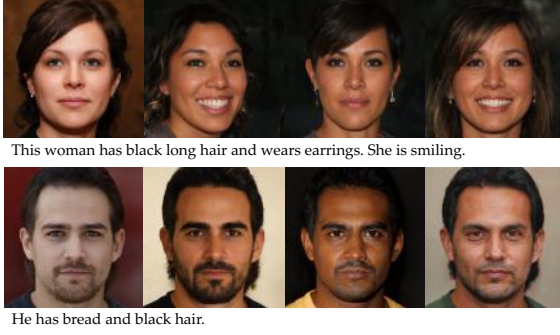 This woman has black long hair and wears earrings. She is smiling.
He has bread and black hair.